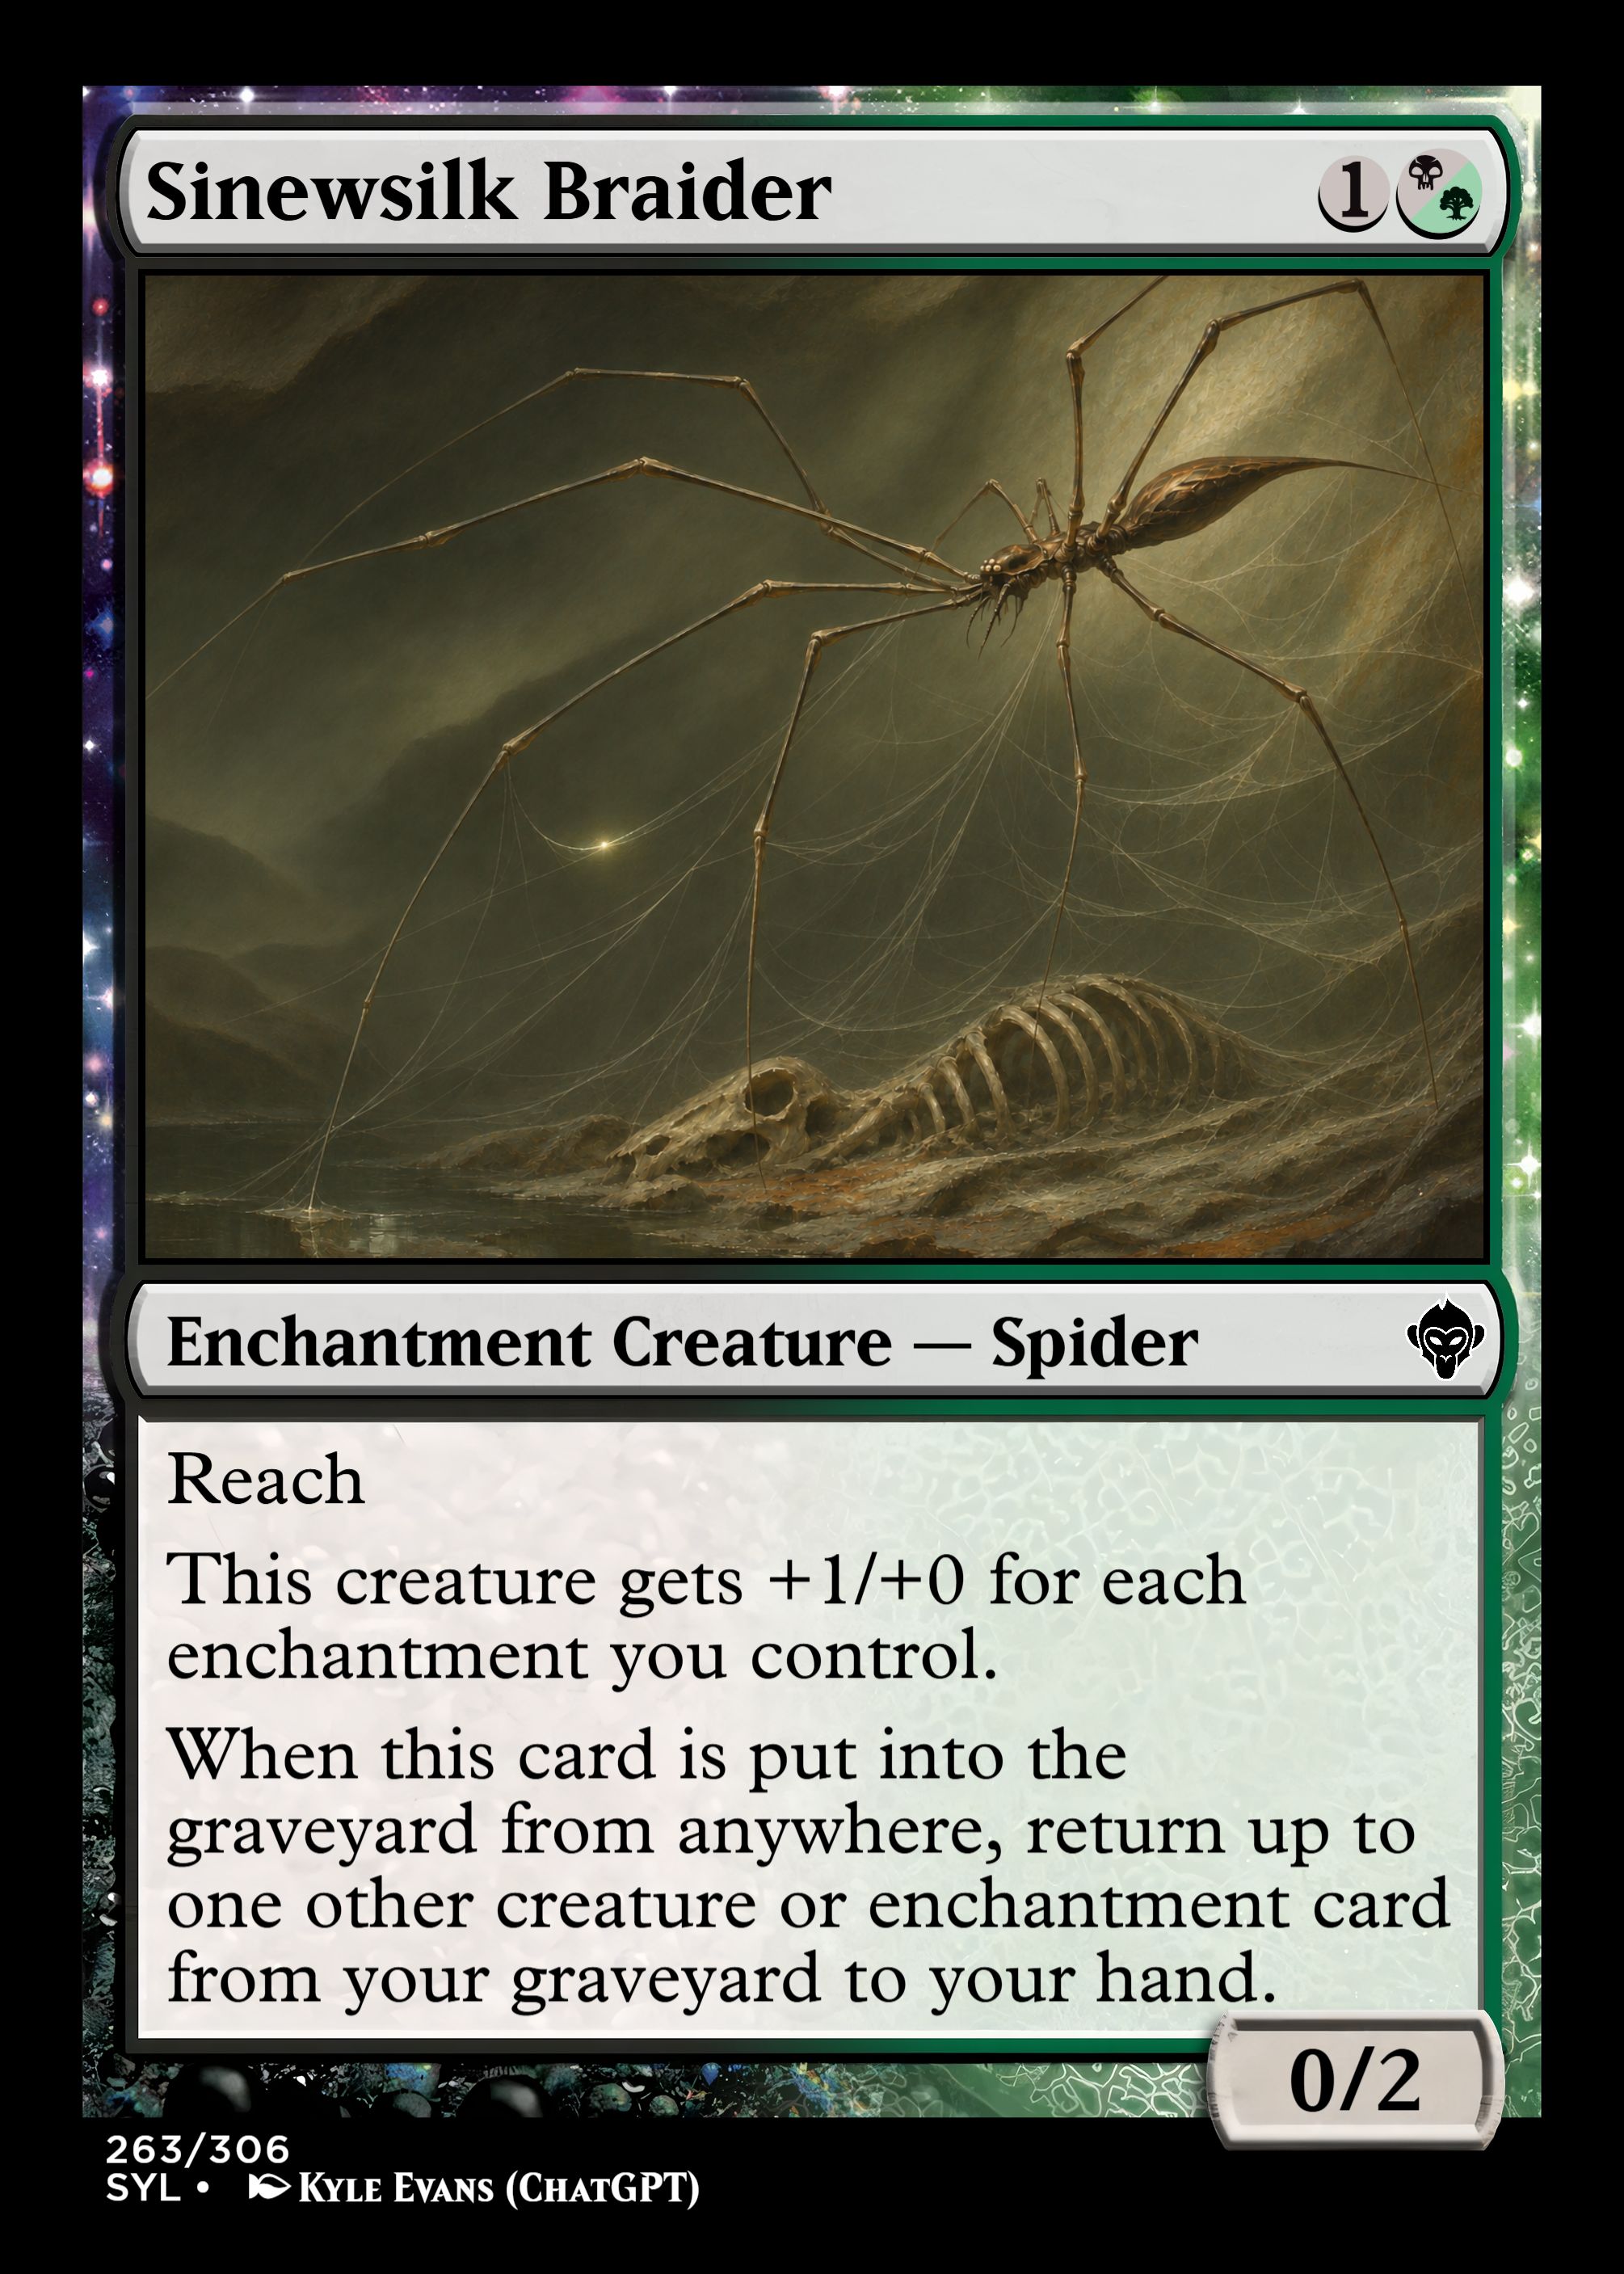 Sinewsilk Braider 1
Enchantment Creature — Spider
Reach
This creature gets +1/+0 for each
enchantment you control.
When this card is put into the
graveyard from anywhere, return up to
one other creature or enchantment card
from your graveyard to your hand.
0/2
263/306
SYL • Kyle Evans (ChatGPT)